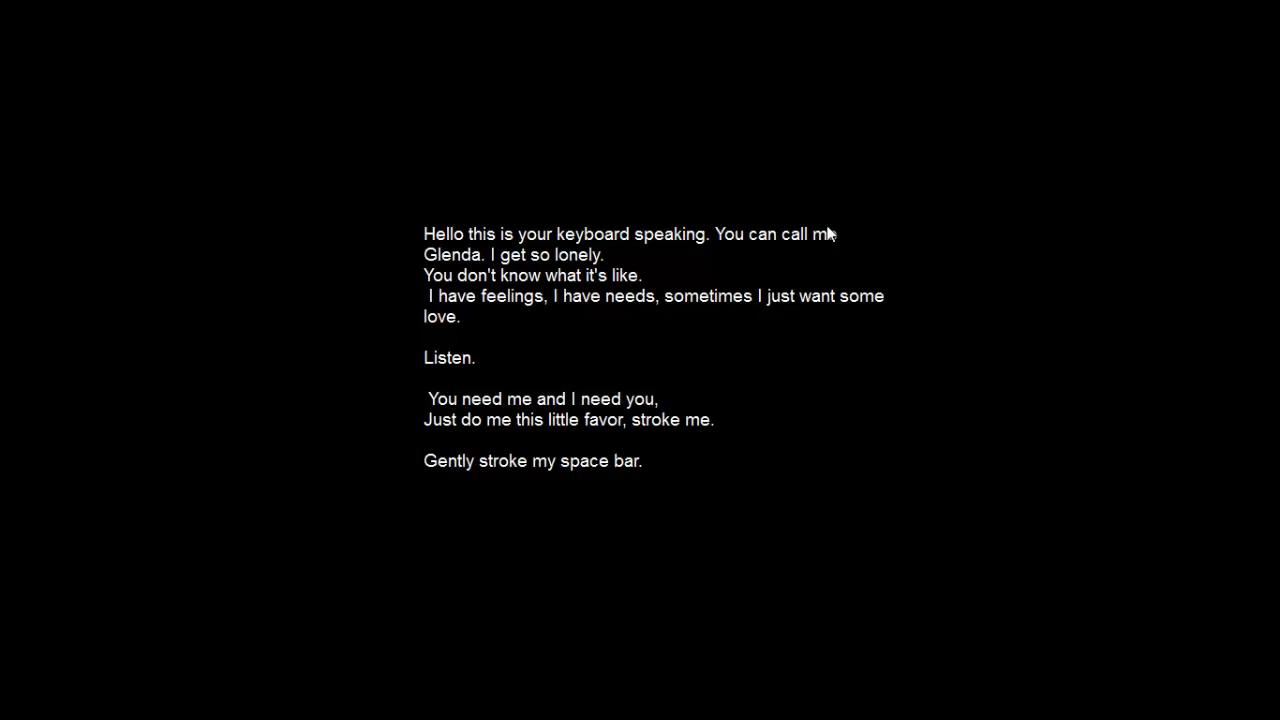 Hello this is your keyboard speaking. You can call me
Glenda. I get so lonely.
You don't know what it's like.
I have feelings, I have needs, sometimes I just want some
love.
Listen.
You need me and I need you,
Just do me this little favor, stroke me.
Gently stroke my space bar.